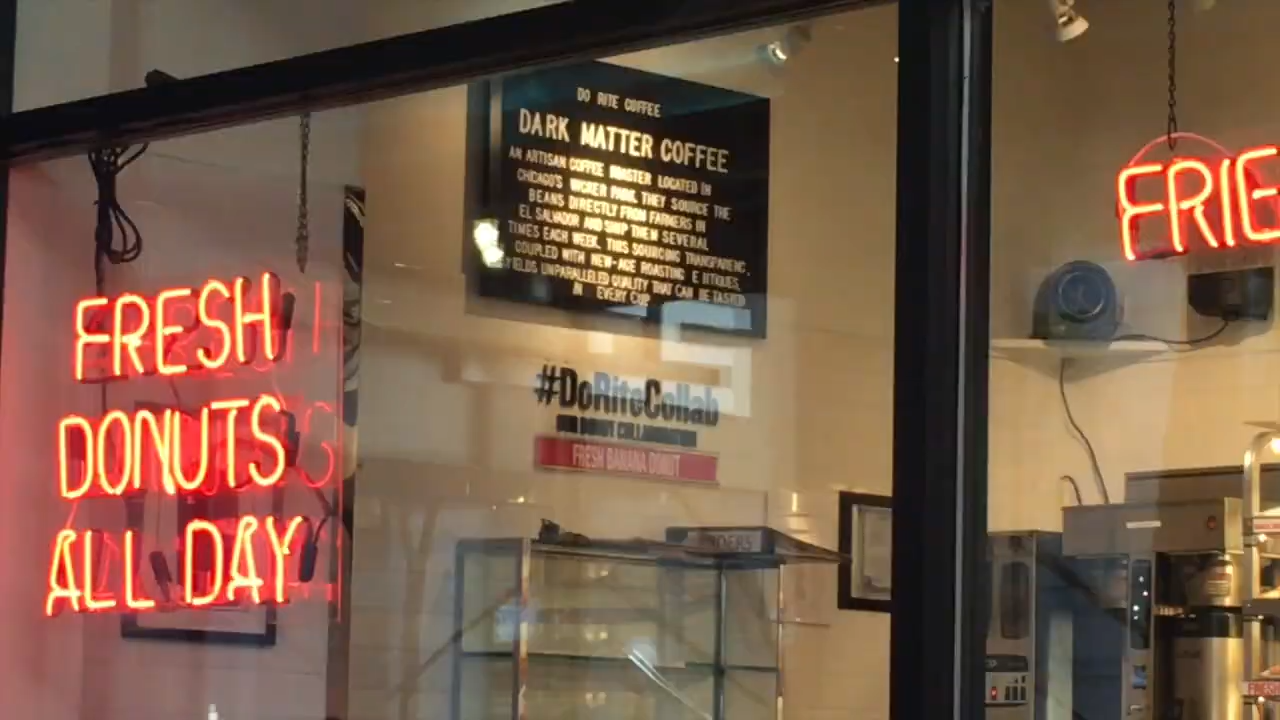 FRESH
DONUTS
ALL DAY
DO RITE COFFEE
DARK MATTER COFFEE
AN ARTISAN COFFEE ROASTER LOCATED IN
CHICAGO'S WICKER PARK. THEY SOURCE THE
BEANS DIRECTLY FROM FARMERS IN
EL SALVADOR AND SHIP THEM SEVERAL
TIMES EACH WEEK. THIS SOURCING TRANSPARENC
COUPLED WITH NEW-AGE ROASTING
YIELDS UNPARALLELED QUALITY THAT CAN BE TASTED
IN EVERY CUP
#DoRiteCollab
OUR DONUT COLLABORATION
FRESH BANANA DONUT
FRIE